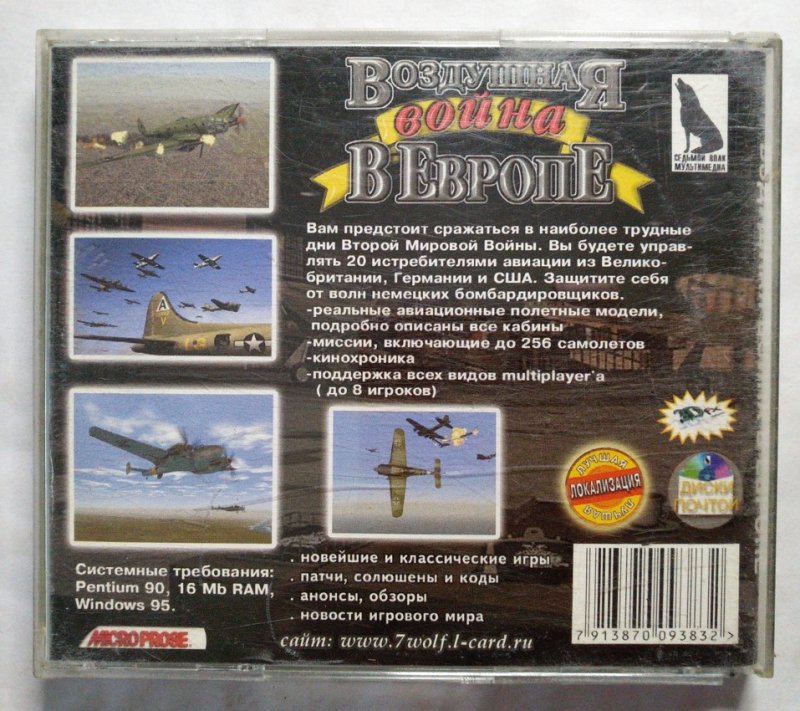 Воздушная
война
в Европе
СЕДЬМОЙ ВОЛК
МУЛЬТИМЕДИА
Вам предстоит сражаться в наиболее трудные
дни Второй Мировой Войны. Вы будете управ-
лять 20 истребителями авиации из Велико-
британии, Германии и США. Защитите себя
от волн немецких бомбардировщиков.
-реальные авиационные полетные модели,
подробно описаны все кабины
-миссии, включающие до 256 самолетов
-кинохроника
-поддержка всех видов multiplayer'a
( до 8 игроков)
A
V
ЛУЧШАЯ
ЛОКАЛИЗАЦИЯ
ДИСКИ
ПОЧТОЙ
Системные требования:
Pentium 90, 16 Mb RAM,
Windows 95.
. новейшие и классические игры
. патчи, солюшены и коды
. анонсы, обзоры
. новости игрового мира
MICROPROSE
сайт: www.7wolf.l-card.ru
7 913870 093832 >